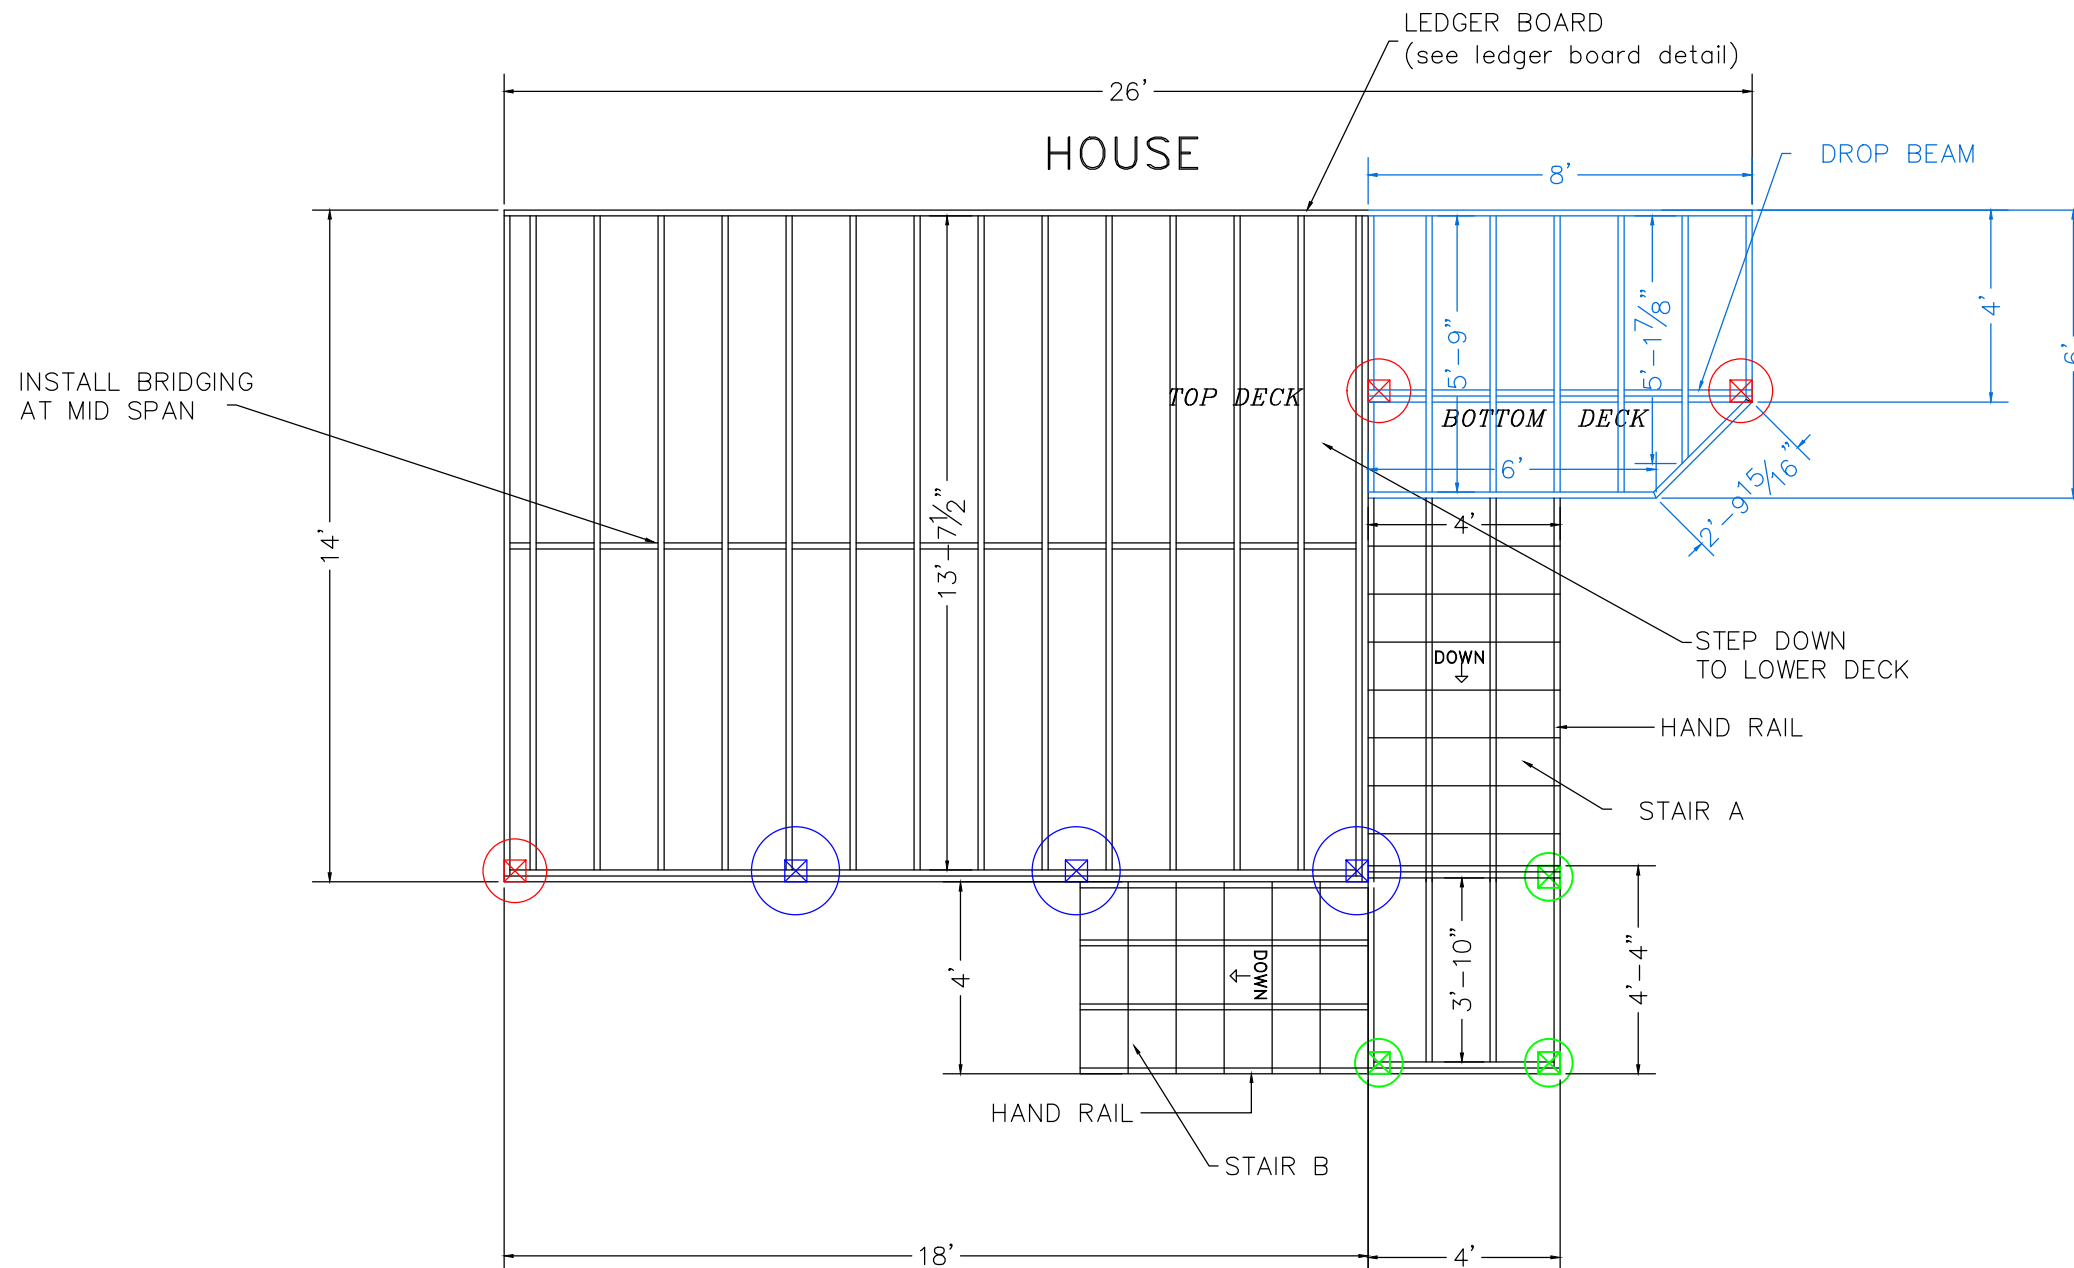 LEDGER BOARD
(see ledger board detail)
26'
HOUSE
DROP BEAM
8'
4'
6'
5'-9"
5'-1 7/8"
INSTALL BRIDGING
AT MID SPAN
TOP DECK
BOTTOM DECK
6'
2'-9 15/16"
14'
13'-7 1/2"
4'
STEP DOWN
TO LOWER DECK
DOWN
HAND RAIL
STAIR A
4'
DOWN
3'-10"
4'-4"
HAND RAIL
STAIR B
18'
4'